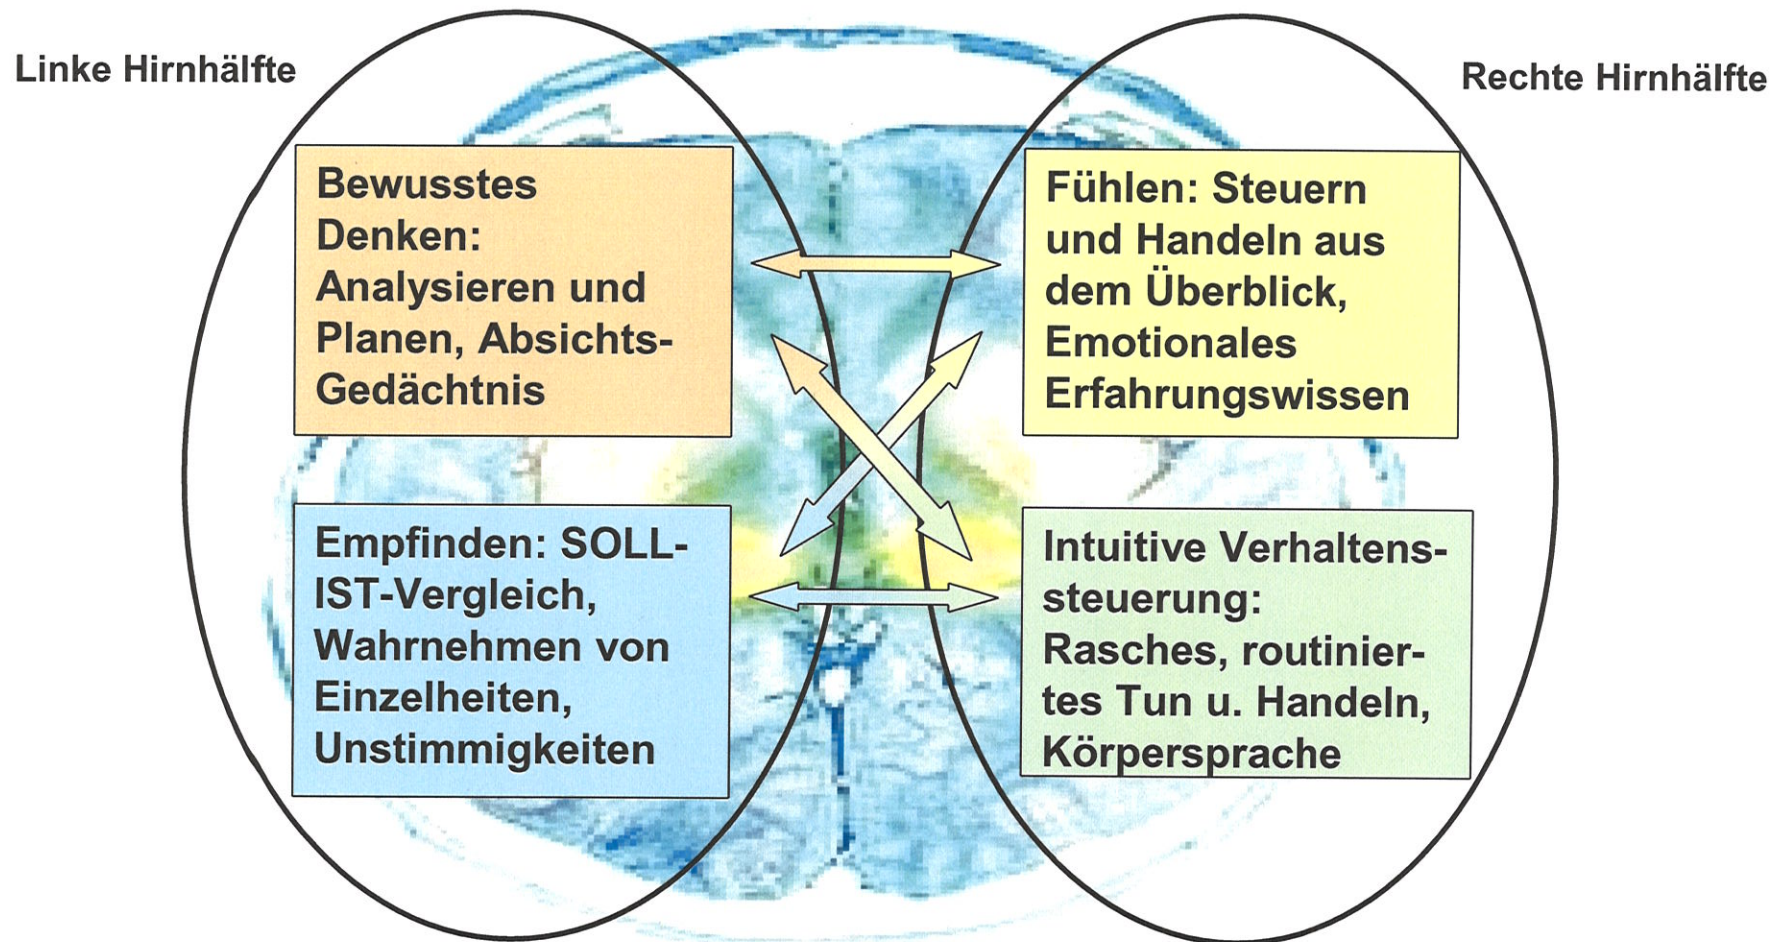 Linke Hirnhälfte
Rechte Hirnhälfte
Bewusstes
Denken:
Analysieren und
Planen, Absichts-
Gedächtnis
Fühlen: Steuern
und Handeln aus
dem Überblick,
Emotionales
Erfahrungswissen
Empfinden: SOLL-
IST-Vergleich,
Wahrnehmen von
Einzelheiten,
Unstimmigkeiten
Intuitive Verhaltens-
steuerung:
Rasches, routinier-
tes Tun u. Handeln,
Körpersprache